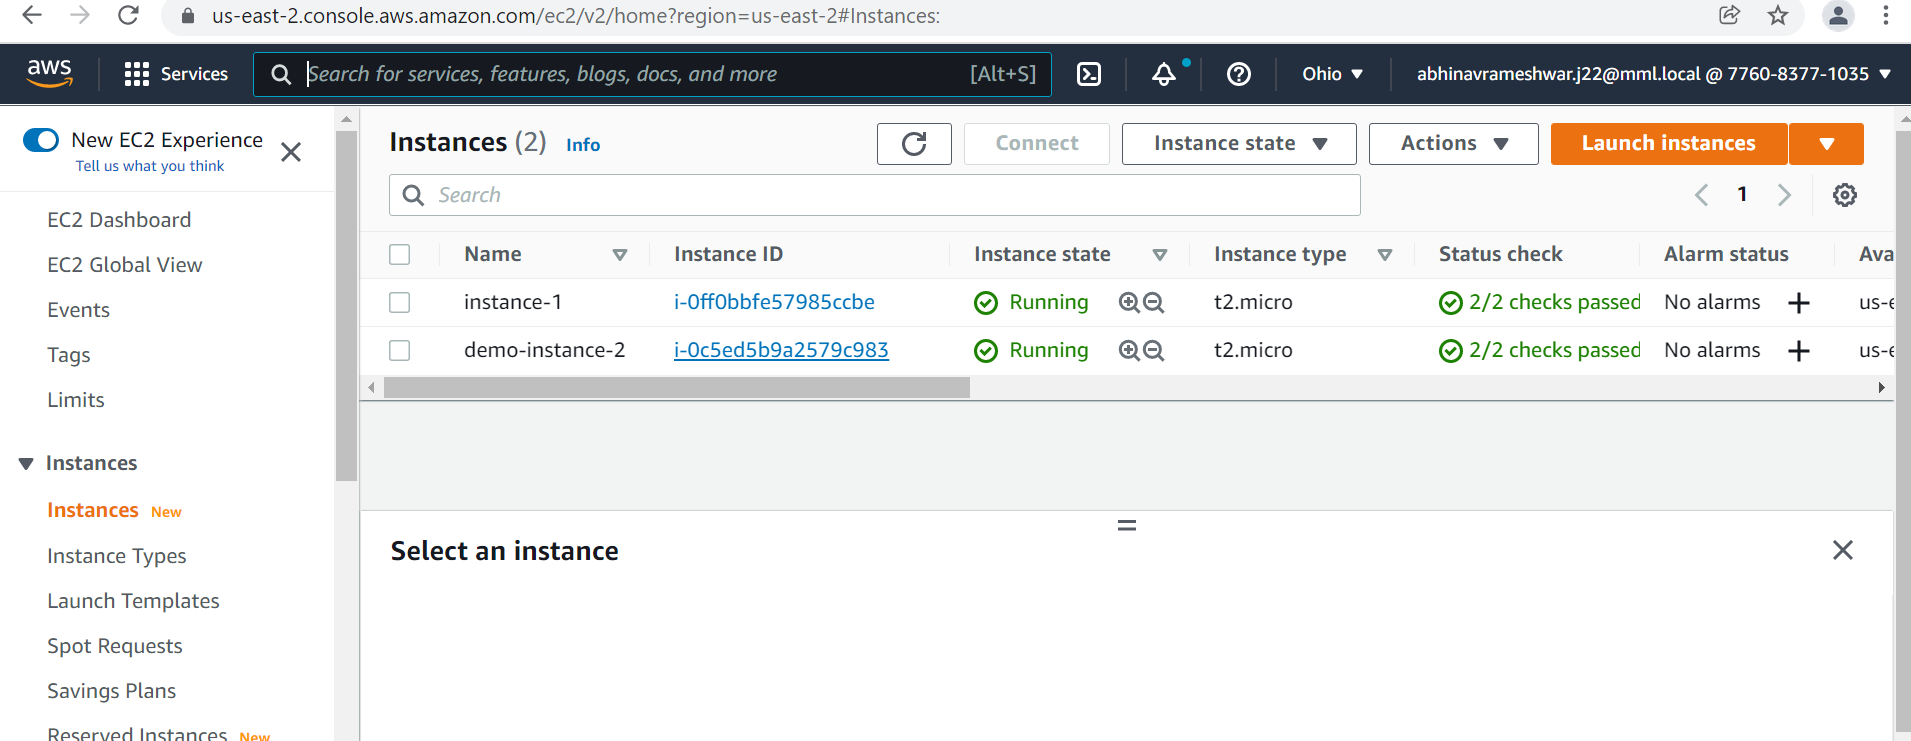 us-east-2.console.aws.amazon.com/ec2/v2/home?region=us-east-2#Instances:
aws Services Search for services, features, blogs, docs, and more [Alt+S] Ohio abhinavrameshwar.j22@mml.local @ 7760-8377-1035
New EC2 Experience
Tell us what you think
EC2 Dashboard
EC2 Global View
Events
Tags
Limits
Instances
Instances New
Instance Types
Launch Templates
Spot Requests
Savings Plans
Reserved Instances New
Instances (2) Info Connect Instance state Actions Launch instances
Search 1
Name Instance ID Instance state Instance type Status check Alarm status Ava
instance-1 i-0ff0bbfe57985ccbe Running t2.micro 2/2 checks passed No alarms us-e
demo-instance-2 i-0c5ed5b9a2579c983 Running t2.micro 2/2 checks passed No alarms us-e
Select an instance